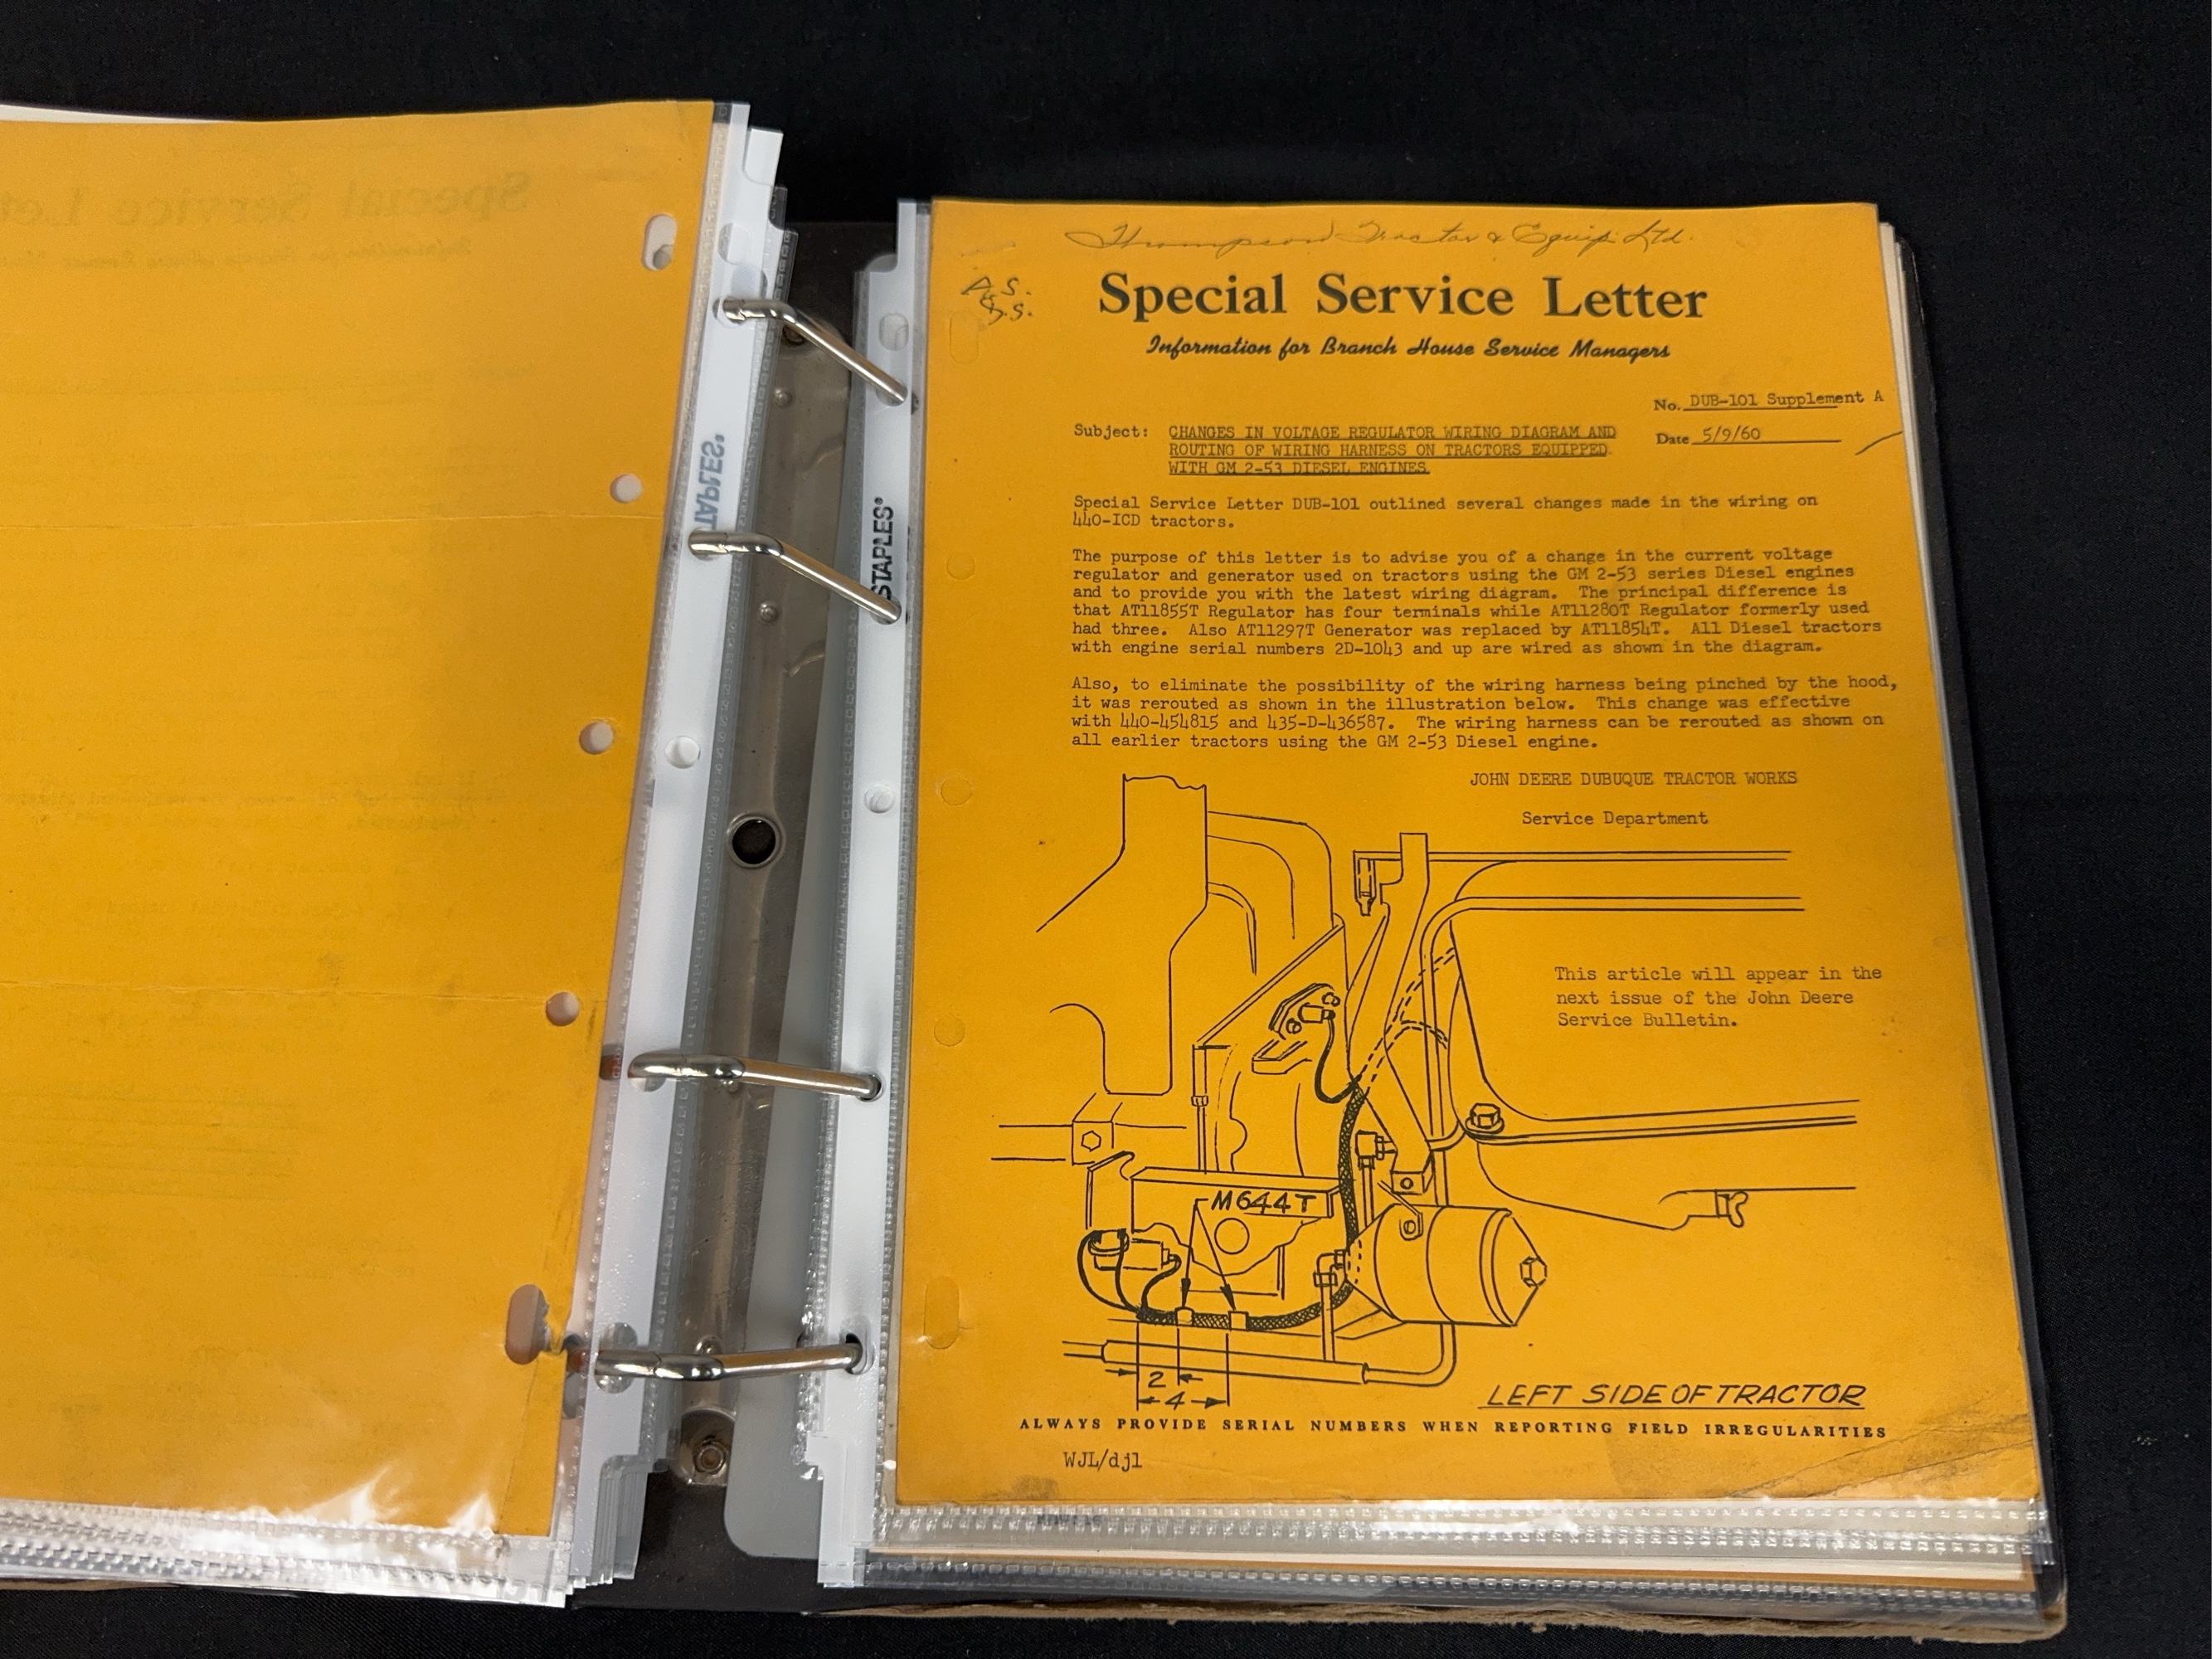 Special Service Let
STAPLES®
STAPLES®
Thompson Tractor & Equip. Ltd.
Special Service Letter
Information for Branch House Service Managers
No. DUB-101 Supplement A
Date 5/9/60
Subject: CHANGES IN VOLTAGE REGULATOR WIRING DIAGRAM AND
ROUTING OF WIRING HARNESS ON TRACTORS EQUIPPED
WITH GM 2-53 DIESEL ENGINES
Special Service Letter DUB-101 outlined several changes made in the wiring on
440-ICD tractors.
The purpose of this letter is to advise you of a change in the current voltage
regulator and generator used on tractors using the GM 2-53 series Diesel engines
and to provide you with the latest wiring diagram. The principal difference is
that AT11855T Regulator has four terminals while AT11280T Regulator formerly used
had three. Also AT11297T Generator was replaced by AT11854T. All Diesel tractors
with engine serial numbers 2D-1043 and up are wired as shown in the diagram.
Also, to eliminate the possibility of the wiring harness being pinched by the hood,
it was rerouted as shown in the illustration below. This change was effective
with 440-454815 and 435-D-436587. The wiring harness can be rerouted as shown on
all earlier tractors using the GM 2-53 Diesel engine.
JOHN DEERE DUBUQUE TRACTOR WORKS
Service Department
This article will appear in the
next issue of the John Deere
Service Bulletin.
M644T
2
4
LEFT SIDE OF TRACTOR
ALWAYS PROVIDE SERIAL NUMBERS WHEN REPORTING FIELD IRREGULARITIES
WJL/djl